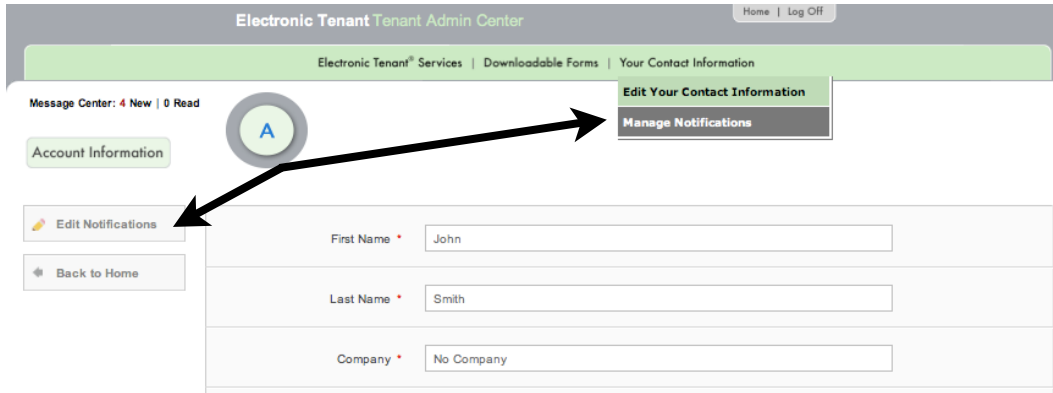 Electronic Tenant Tenant Admin Center
Home | Log Off
Electronic Tenant® Services | Downloadable Forms | Your Contact Information
Edit Your Contact Information
Manage Notifications
Message Center: 4 New | 0 Read
A
Account Information
Edit Notifications
Back to Home
First Name * John
Last Name * Smith
Company * No Company